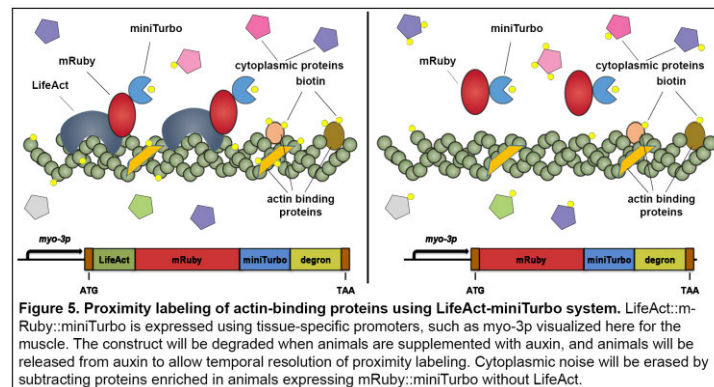 miniTurbo
mRuby
LifeAct
cytoplasmic proteins
biotin
actin binding
proteins
myo-3p
LifeAct
mRuby
miniTurbo
degron
ATG
TAA
miniTurbo
mRuby
cytoplasmic proteins
biotin
actin binding
proteins
myo-3p
mRuby
miniTurbo
degron
ATG
TAA
Figure 5. Proximity labeling of actin-binding proteins using LifeAct-miniTurbo system. LifeAct::m-
Ruby::miniTurbo is expressed using tissue-specific promoters, such as myo-3p visualized here for the
muscle. The construct will be degraded when animals are supplemented with auxin, and animals will be
released from auxin to allow temporal resolution of proximity labeling. Cytoplasmic noise will be erased by
subtracting proteins enriched in animals expressing mRuby::miniTurbo without LifeAct.